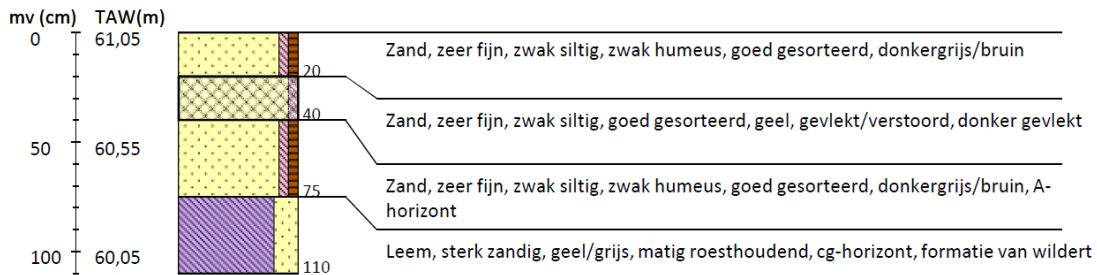 mv (cm) TAW(m)
0 61,05
Zand, zeer fijn, zwak siltig, zwak humeus, goed gesorteerd, donkergrijs/bruin
20
40
Zand, zeer fijn, zwak siltig, goed gesorteerd, geel, gevlekt/verstoord, donker gevlekt
50 60,55
75
Zand, zeer fijn, zwak siltig, zwak humeus, goed gesorteerd, donkergrijs/bruin, A-
horizont
100 60,05
110
Leem, sterk zandig, geel/grijs, matig roesthoudend, cg-horizont, formatie van wildert